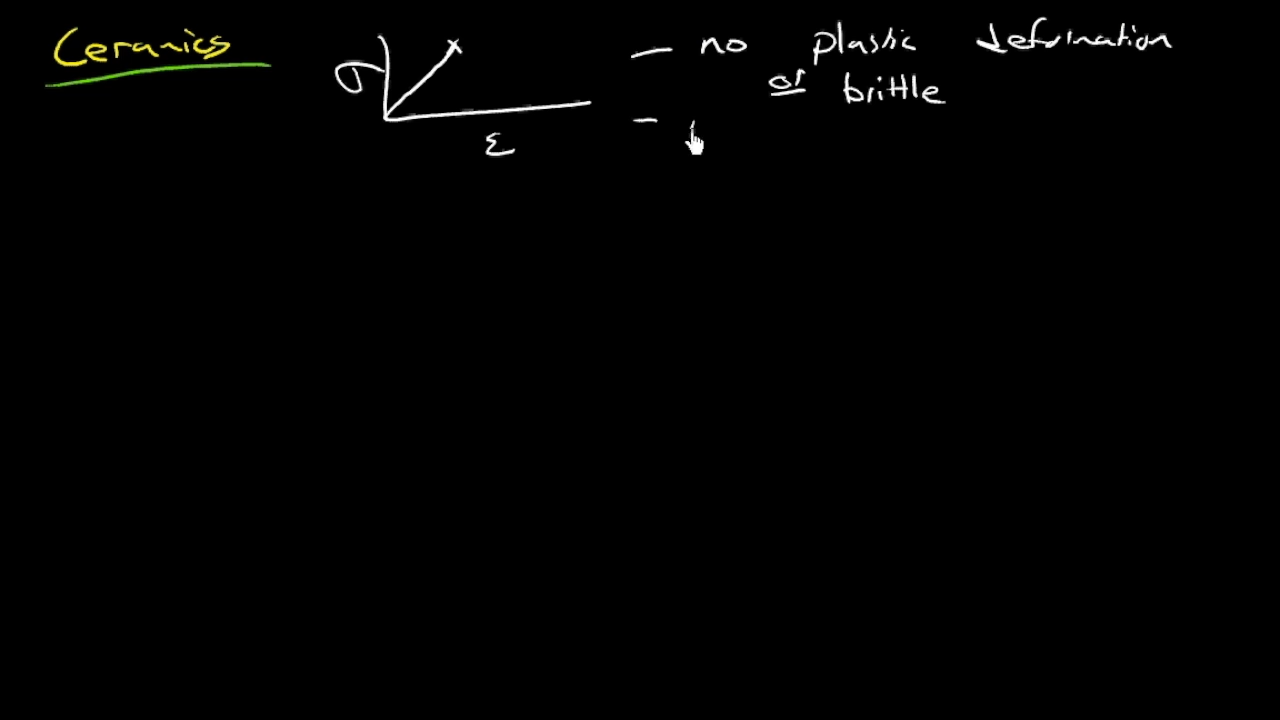 Ceramics
σ
ε
– no plastic deformation
or brittle
–